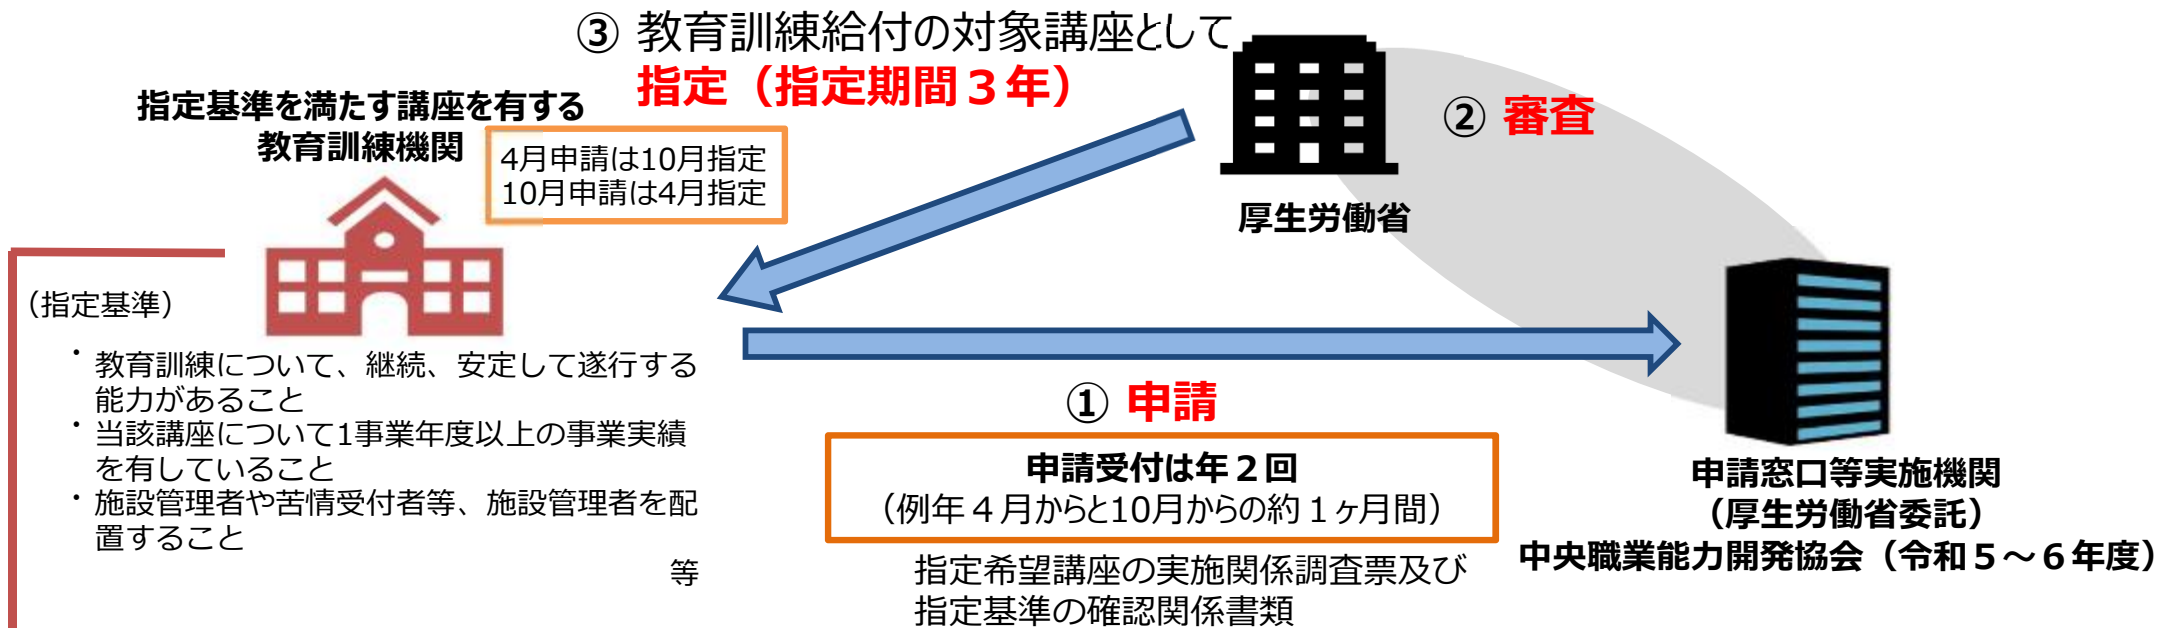 ③ 教育訓練給付の対象講座として
指定（指定期間３年）
指定基準を満たす講座を有する
教育訓練機関
4月申請は10月指定
10月申請は4月指定
厚生労働省
② 審査
（指定基準）
・教育訓練について、継続、安定して遂行する
能力があること
・当該講座について1事業年度以上の事業実績
を有していること
・施設管理者や苦情受付者等、施設管理者を配
置すること
等
① 申請
申請受付は年２回
（例年４月からと10月からの約１ヶ月間）
指定希望講座の実施関係調査票及び
指定基準の確認関係書類
申請窓口等実施機関
（厚生労働省委託）
中央職業能力開発協会（令和５～６年度）